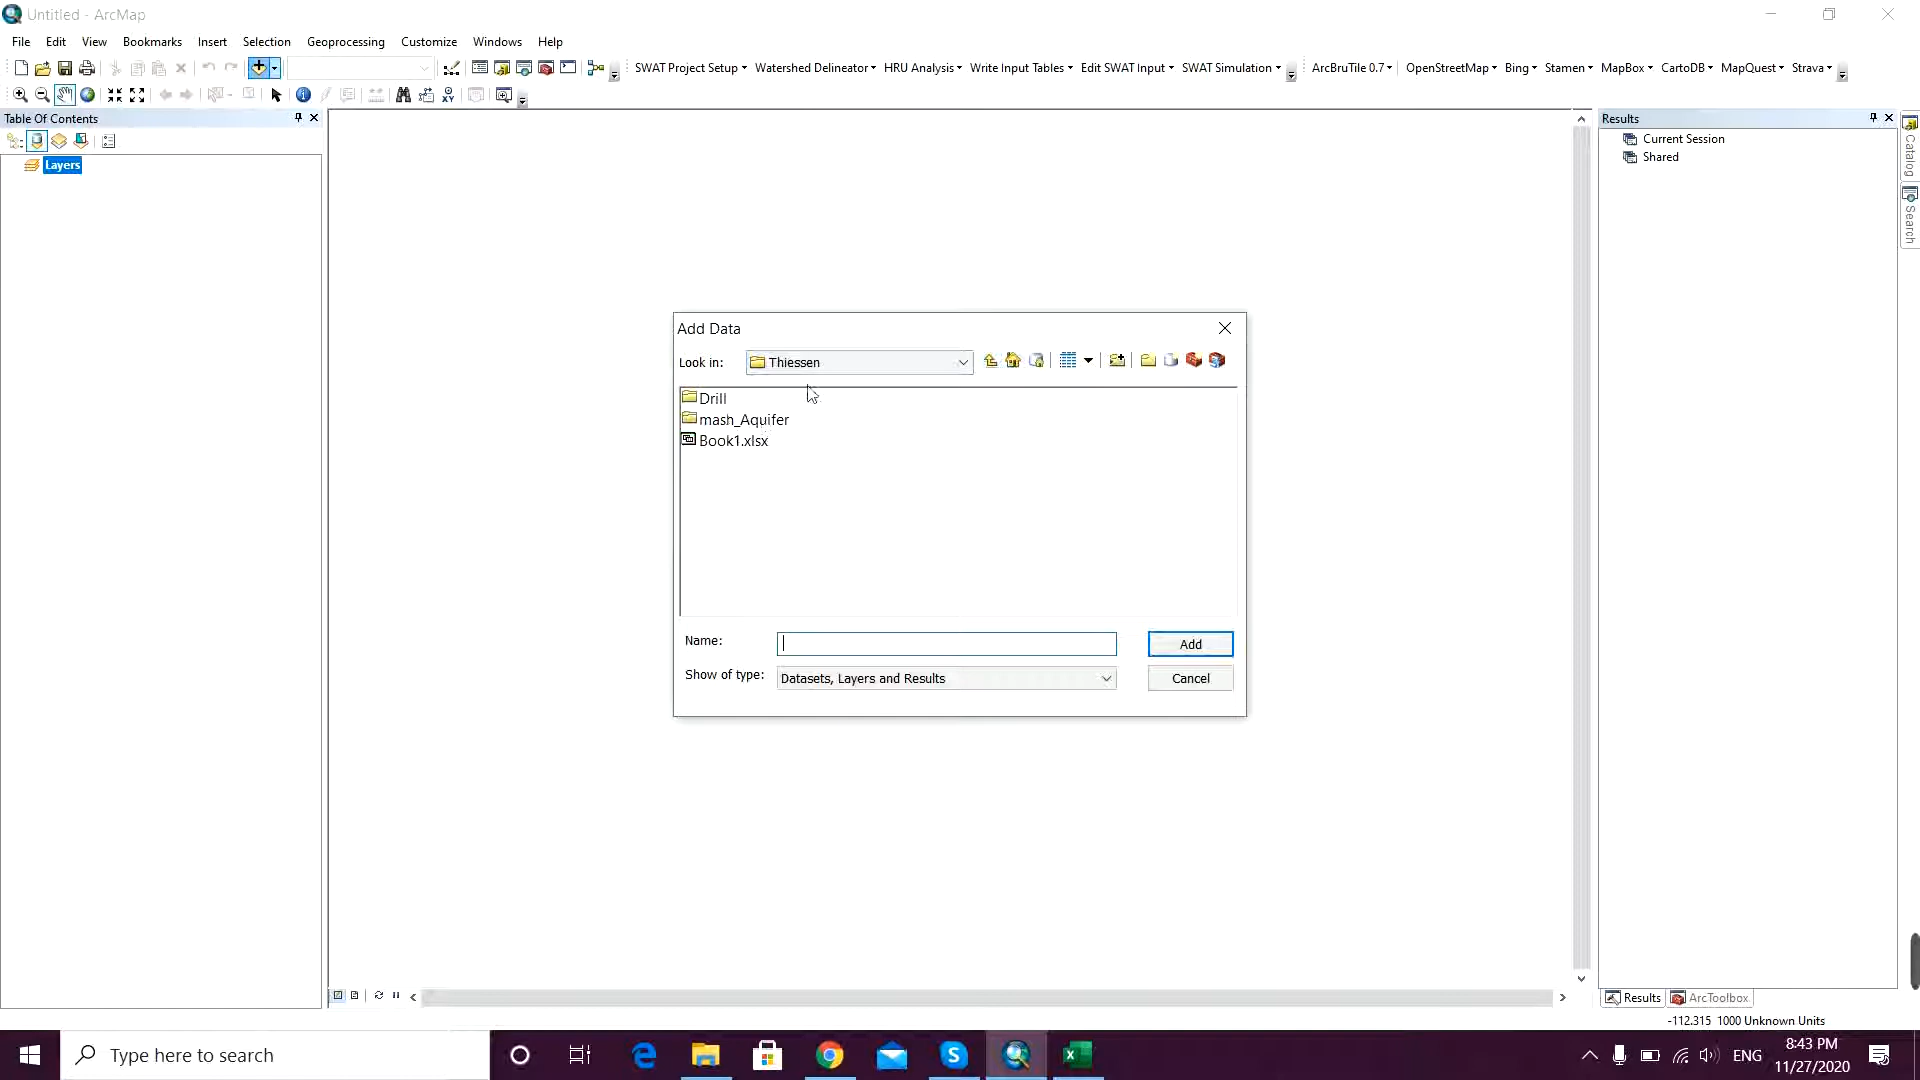 Untitled - ArcMap
File Edit View Bookmarks Insert Selection Geoprocessing Customize Windows Help
SWAT Project Setup Watershed Delineator HRU Analysis Write Input Tables Edit SWAT Input SWAT Simulation ArcBruTile 0.7 OpenStreetMap Bing Stamen MapBox CartoDB MapQuest Strava
Table Of Contents
Layers
Results
Current Session
Shared
Catalog
Search
Add Data
Look in: Thiessen
Drill
mash_Aquifer
Book1.xlsx
Name:
Add
Show of type: Datasets, Layers and Results
Cancel
Results ArcToolbox
-112.315 1000 Unknown Units
Type here to search
ENG
8:43 PM
11/27/2020